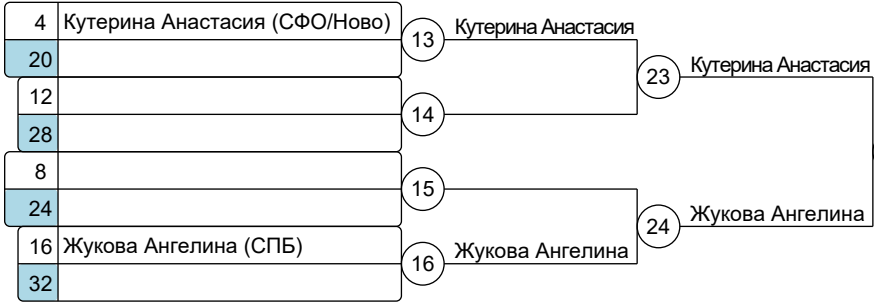 4 Кутерина Анастасия (СФО/Ново)
13 Кутерина Анастасия
20
23 Кутерина Анастасия
12
14
28
8
15
24
24 Жукова Ангелина
16 Жукова Ангелина (СПБ)
16 Жукова Ангелина
32